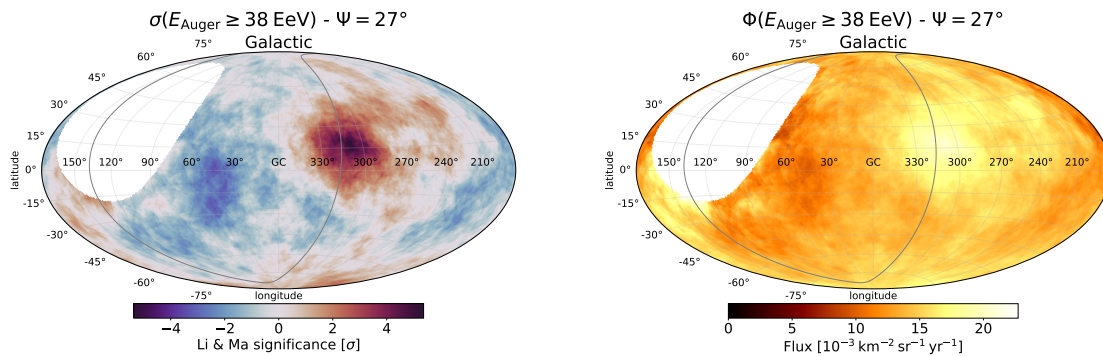 σ(E_Auger ≥ 38 EeV) - Ψ = 27°
Galactic
75°
60°
45°
30°
15°
0°
-15°
-30°
-45°
-60°
-75°
latitude
150° 120° 90° 60° 30° GC 330° 300° 270° 240° 210°
longitude
−4 −2 0 2 4
Li & Ma significance [σ]
Φ(E_Auger ≥ 38 EeV) - Ψ = 27°
Galactic
75°
60°
45°
30°
15°
0°
-15°
-30°
-45°
-60°
-75°
latitude
150° 120° 90° 60° 30° GC 330° 300° 270° 240° 210°
longitude
0 5 10 15 20
Flux [10⁻³ km⁻² sr⁻¹ yr⁻¹]